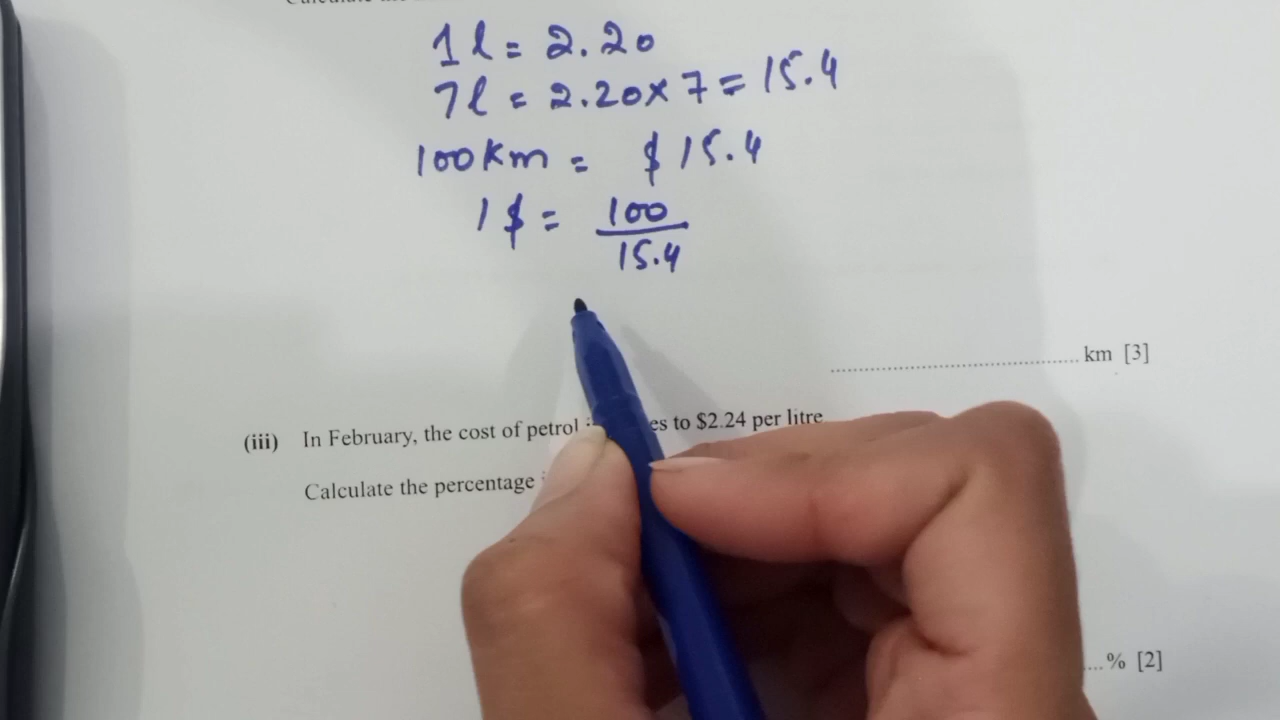 1l = 2.20
7l = 2.20 x 7 = 15.4
100km = $15.4
1$ = 100/15.4
km [3]
(iii) In February, the cost of petrol to $2.24 per litre
Calculate the percentage
% [2]